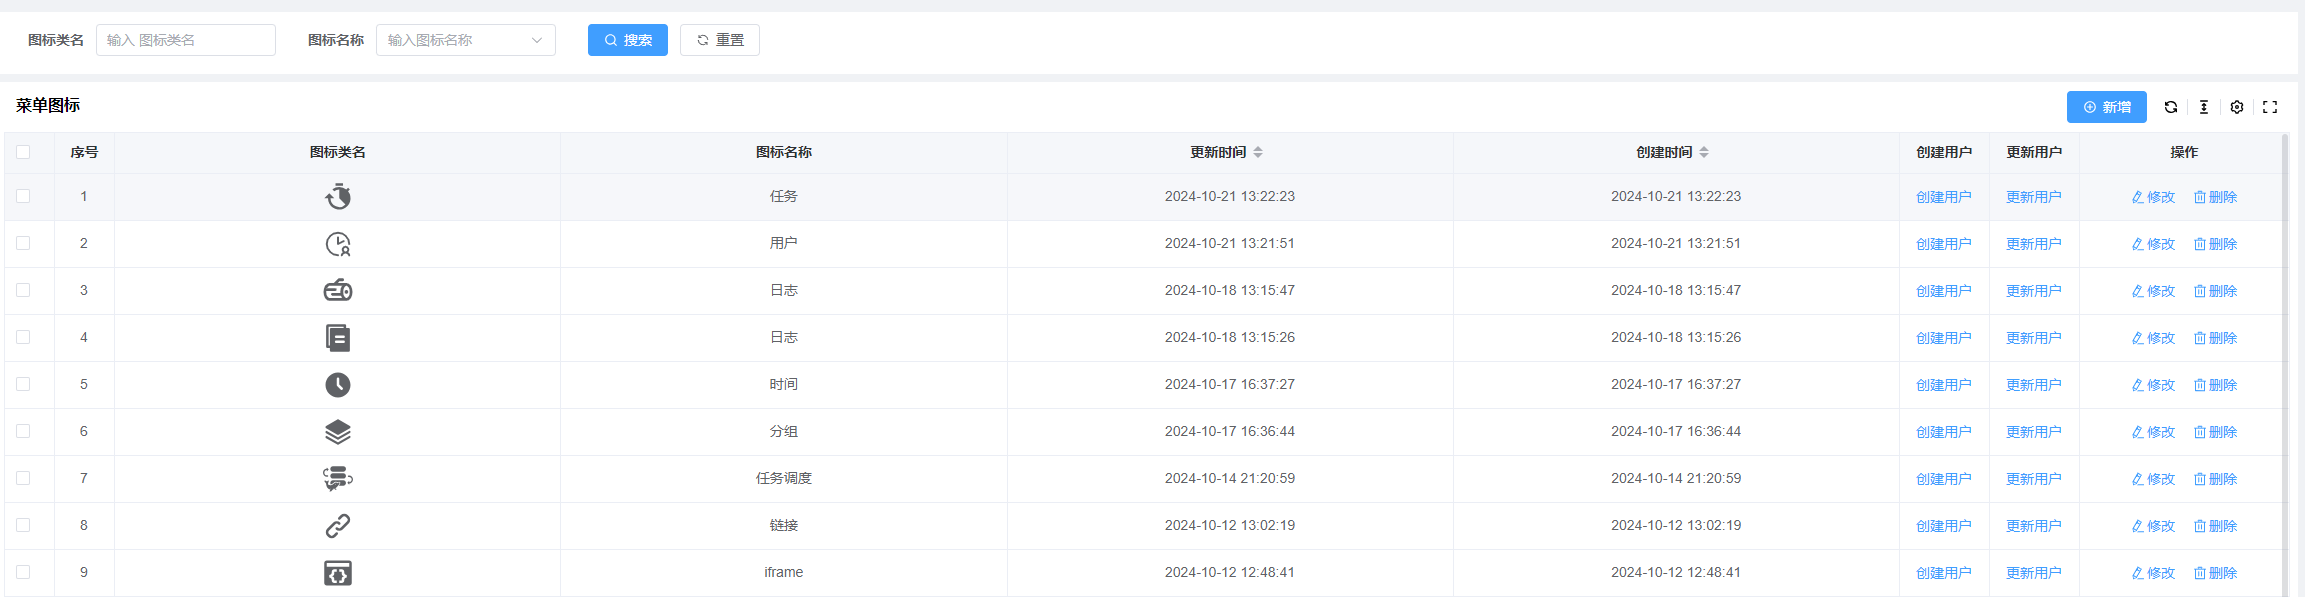 图标类名 输入 图标类名 图标名称 输入图标名称 搜索 重置
菜单图标 新增
序号 图标类名 图标名称 更新时间 创建时间 创建用户 更新用户 操作
1 任务 2024-10-21 13:22:23 2024-10-21 13:22:23 创建用户 更新用户 修改 删除
2 用户 2024-10-21 13:21:51 2024-10-21 13:21:51 创建用户 更新用户 修改 删除
3 日志 2024-10-18 13:15:47 2024-10-18 13:15:47 创建用户 更新用户 修改 删除
4 日志 2024-10-18 13:15:26 2024-10-18 13:15:26 创建用户 更新用户 修改 删除
5 时间 2024-10-17 16:37:27 2024-10-17 16:37:27 创建用户 更新用户 修改 删除
6 分组 2024-10-17 16:36:44 2024-10-17 16:36:44 创建用户 更新用户 修改 删除
7 任务调度 2024-10-14 21:20:59 2024-10-14 21:20:59 创建用户 更新用户 修改 删除
8 链接 2024-10-12 13:02:19 2024-10-12 13:02:19 创建用户 更新用户 修改 删除
9 iframe 2024-10-12 12:48:41 2024-10-12 12:48:41 创建用户 更新用户 修改 删除